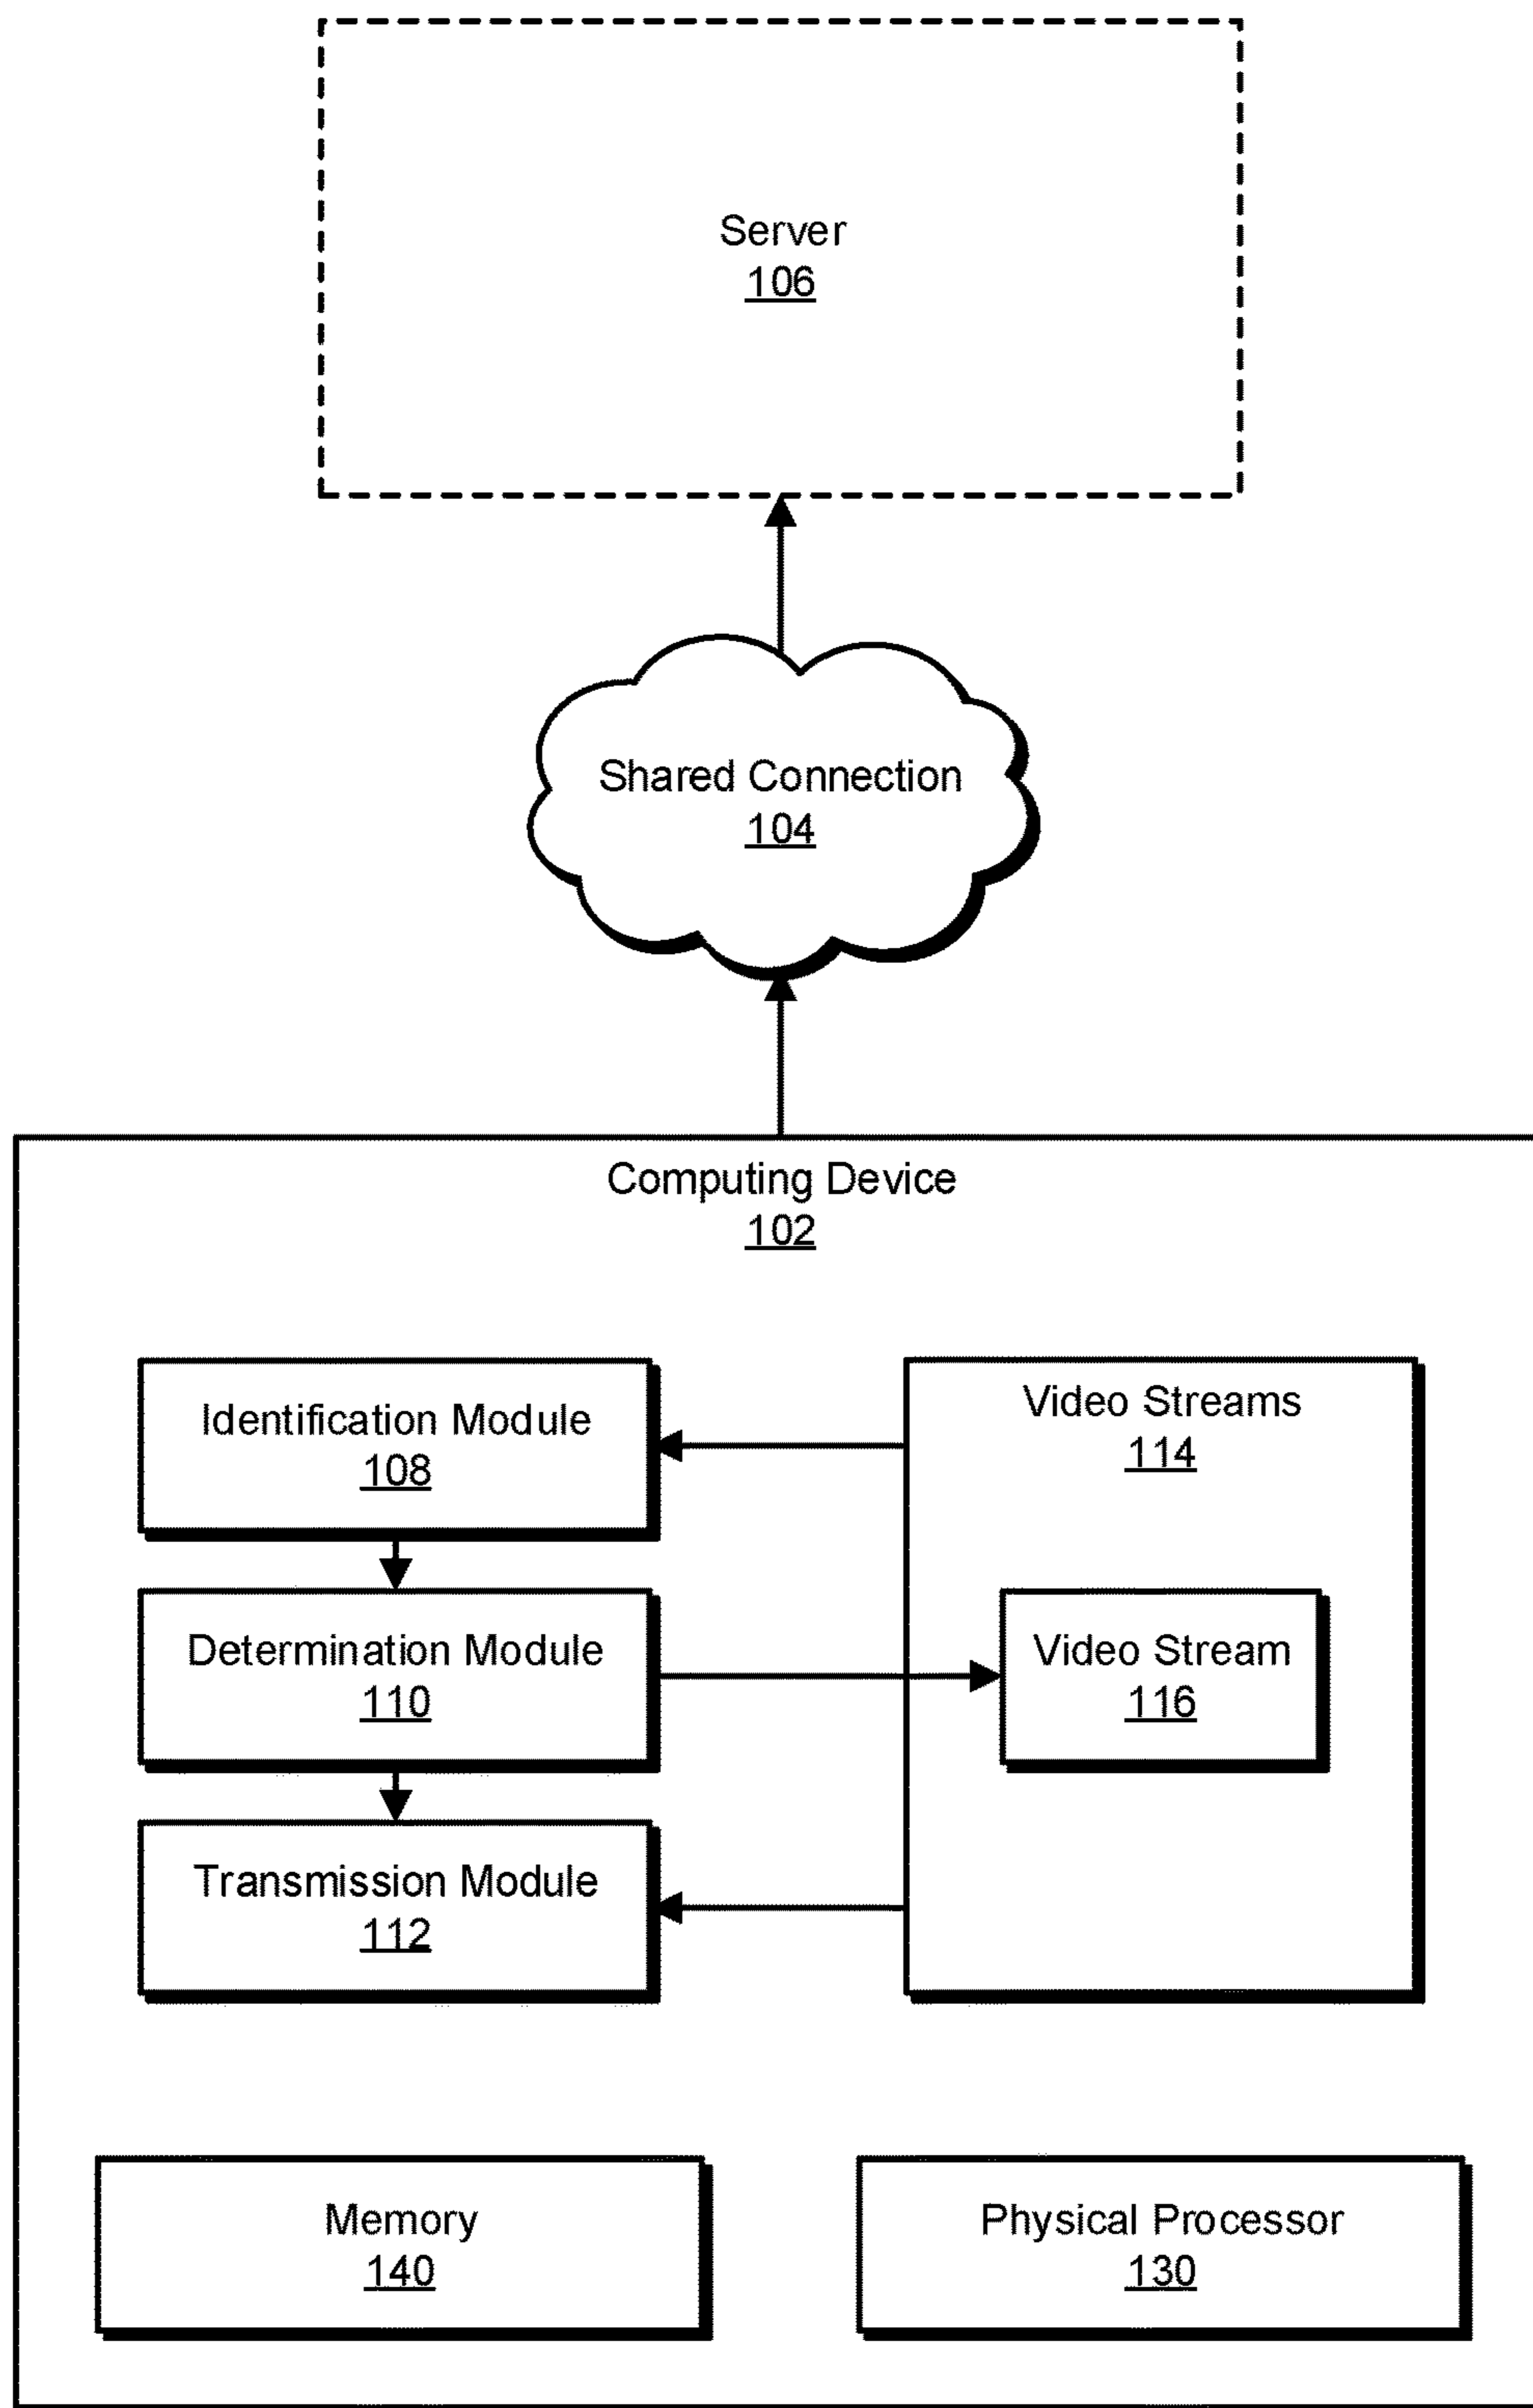 Server
106
Shared Connection
104
Computing Device
102
Identification Module
108
Video Streams
114
Determination Module
110
Video Stream
116
Transmission Module
112
Memory
140
Physical Processor
130